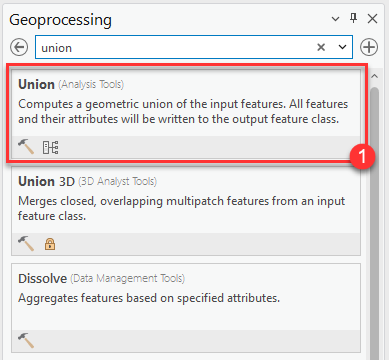 Geoprocessing
union
Union (Analysis Tools)
Computes a geometric union of the input features. All features
and their attributes will be written to the output feature class.
1
Union 3D (3D Analyst Tools)
Merges closed, overlapping multipatch features from an input
feature class.
Dissolve (Data Management Tools)
Aggregates features based on specified attributes.